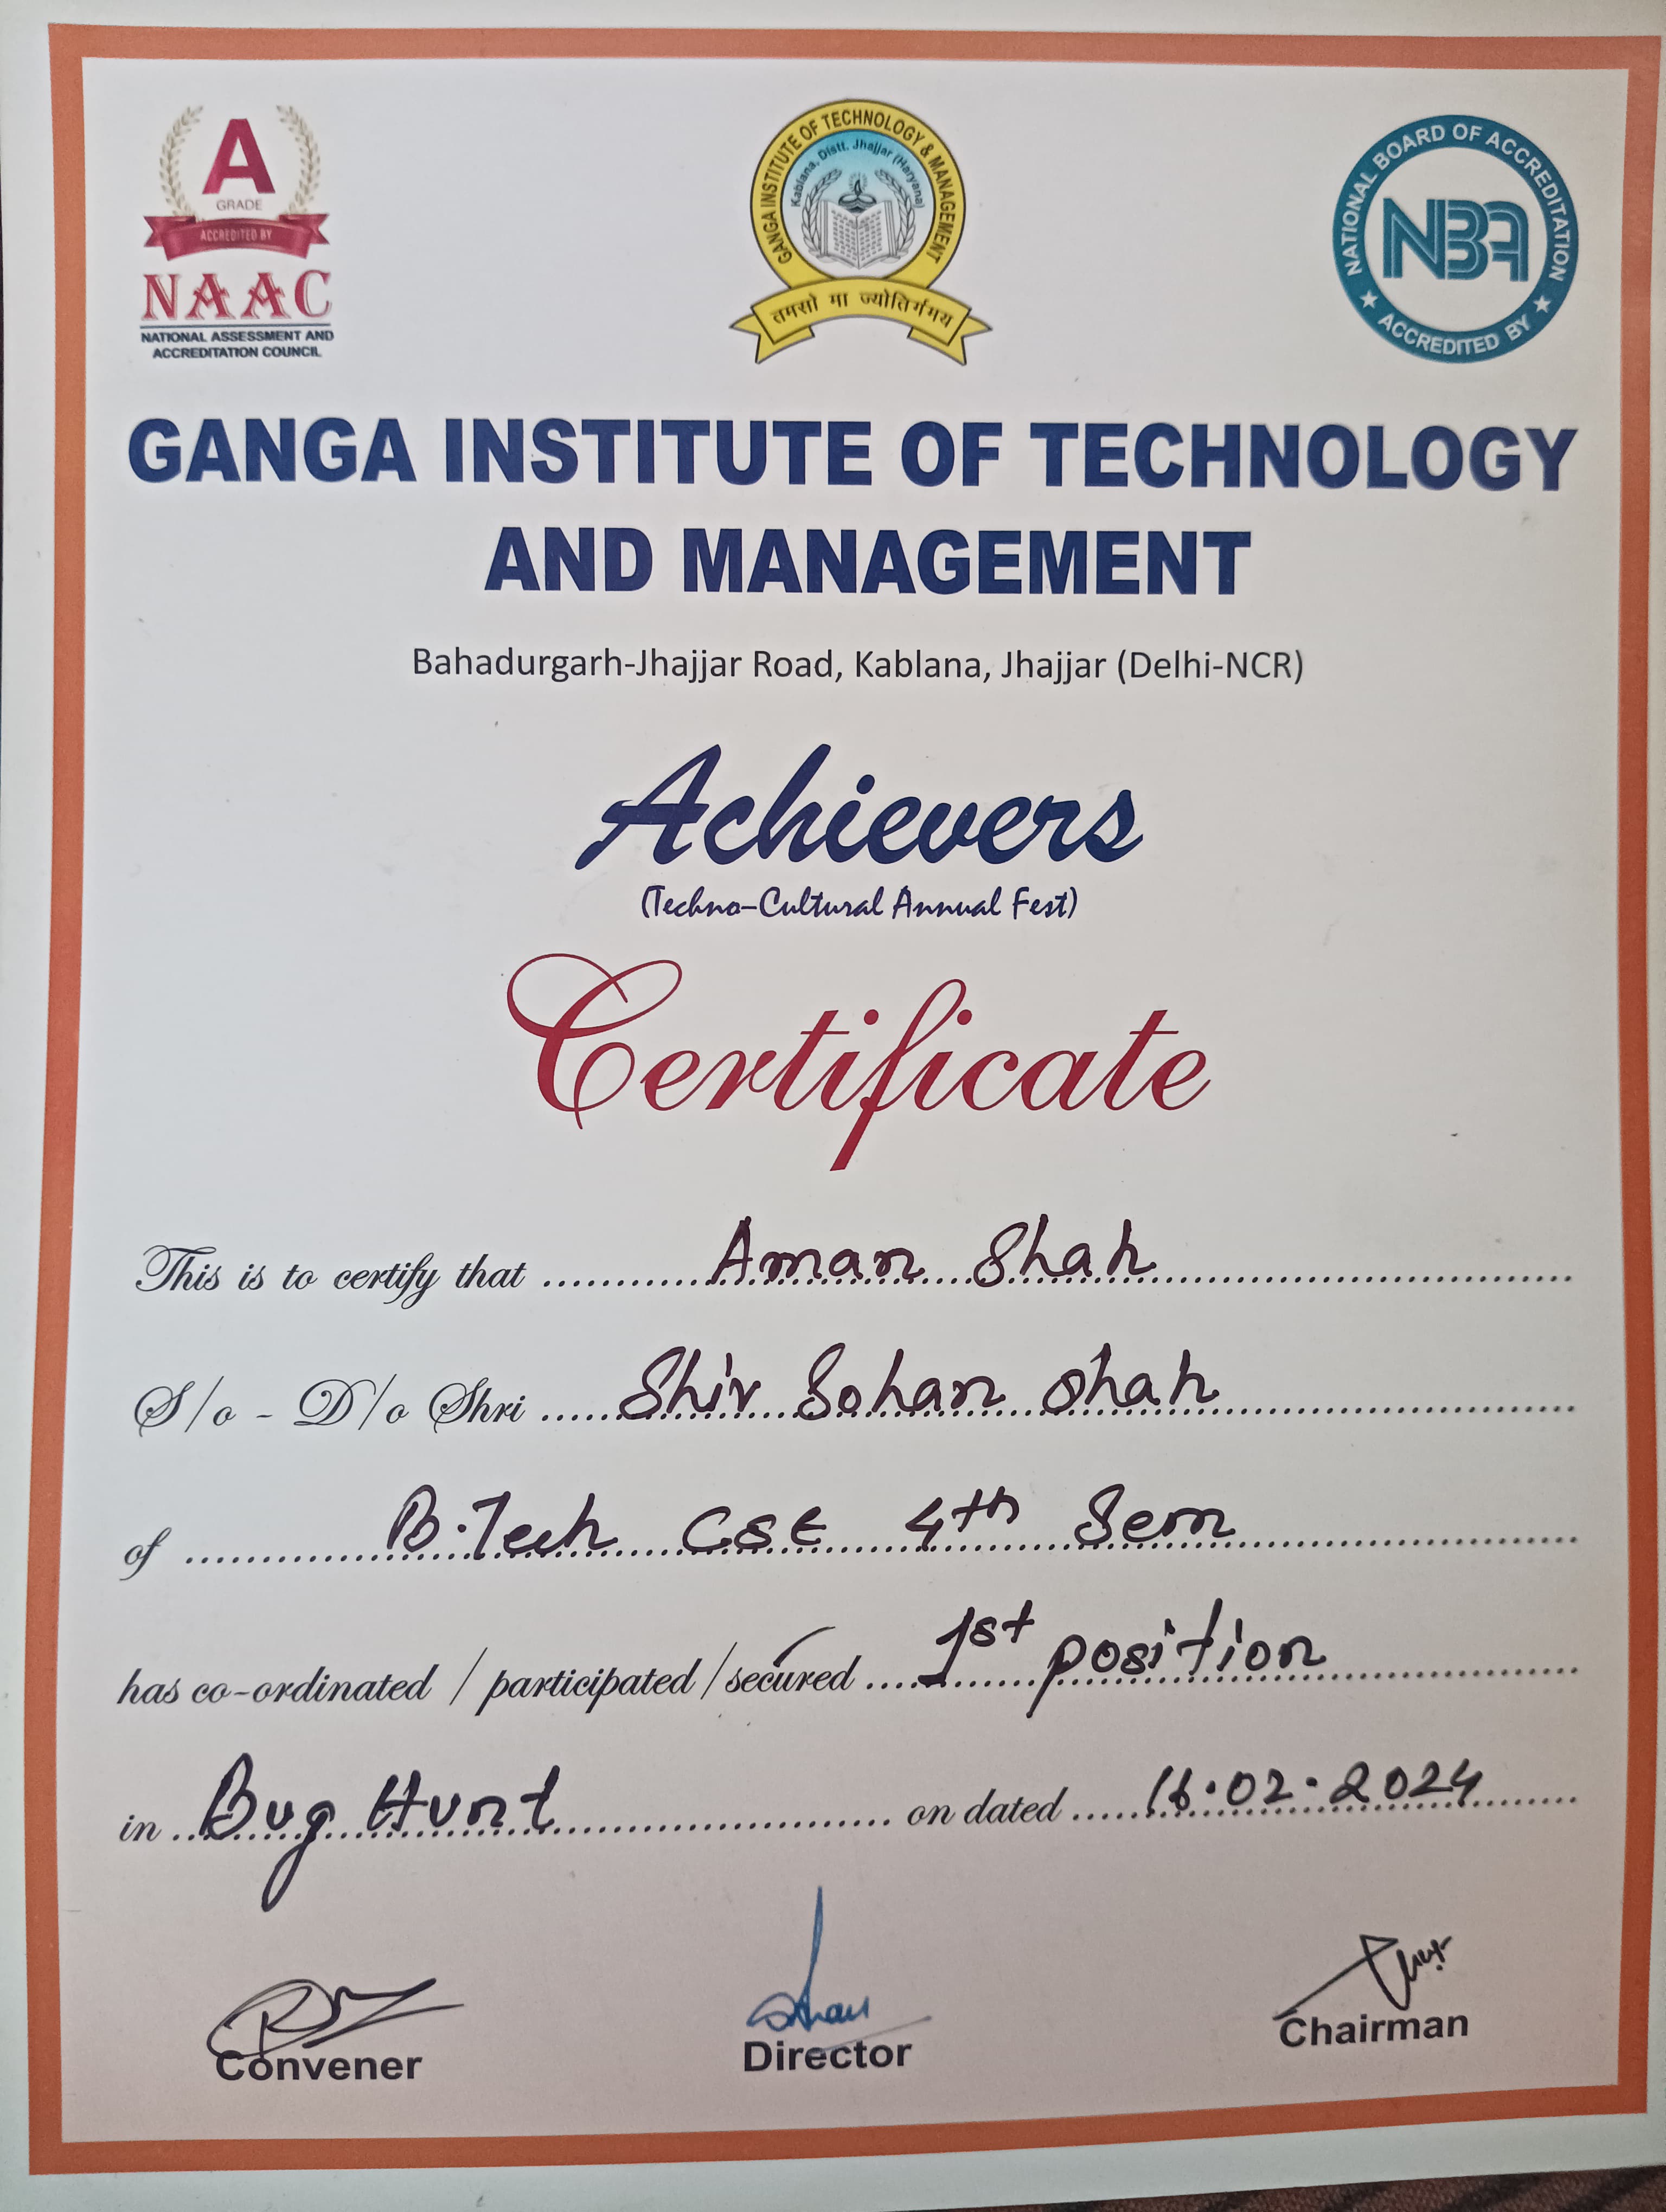 A
GRADE
ACCREDITED BY
NAAC
NATIONAL ASSESSMENT AND
ACCREDITATION COUNCIL
GANGA INSTITUTE OF TECHNOLOGY & MANAGEMENT
Kablana, Distt. Jhajjar (Haryana)
तमसो मा ज्योतिर्गमय
NATIONAL BOARD OF ACCREDITATION
NBA
★ ACCREDITED BY ★
GANGA INSTITUTE OF TECHNOLOGY
AND MANAGEMENT
Bahadurgarh-Jhajjar Road, Kablana, Jhajjar (Delhi-NCR)
Achievers
(Techno-Cultural Annual Fest)
Certificate
This is to certify that Aman Shah
S/o - D/o Shri Shiv Sohan Shah
of B.Tech CSE 4th Sem
has co-ordinated / participated / secured 1st position
in Bug Hunt on dated 16.02.2024
Convener
Director
Chairman